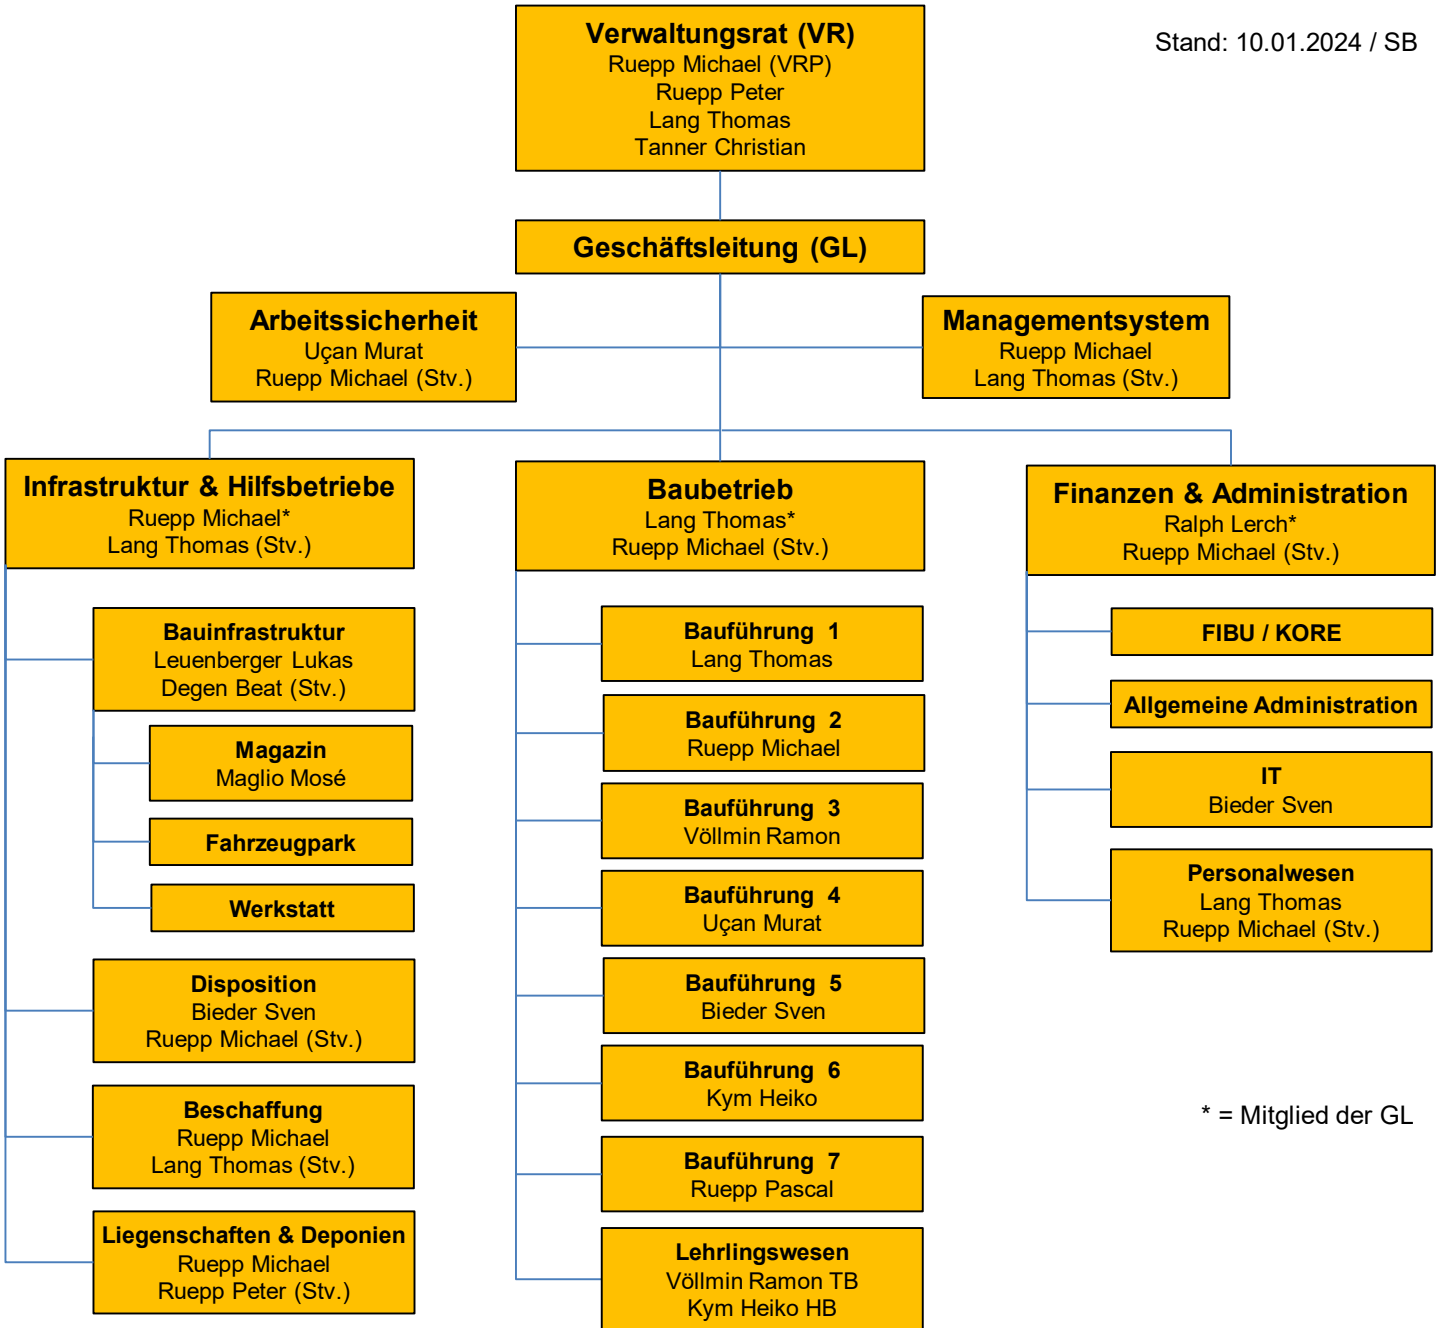 Verwaltungsrat (VR)
Ruepp Michael (VRP)
Ruepp Peter
Lang Thomas
Tanner Christian
Stand: 10.01.2024 / SB
Geschäftsleitung (GL)
Arbeitssicherheit
Uçan Murat
Ruepp Michael (Stv.)
Managementsystem
Ruepp Michael
Lang Thomas (Stv.)
Infrastruktur & Hilfsbetriebe
Ruepp Michael*
Lang Thomas (Stv.)
Bauinfrastruktur
Leuenberger Lukas
Degen Beat (Stv.)
Magazin
Maglio Mosé
Fahrzeugpark
Werkstatt
Disposition
Bieder Sven
Ruepp Michael (Stv.)
Beschaffung
Ruepp Michael
Lang Thomas (Stv.)
Liegenschaften & Deponien
Ruepp Michael
Ruepp Peter (Stv.)
Baubetrieb
Lang Thomas*
Ruepp Michael (Stv.)
Bauführung 1
Lang Thomas
Bauführung 2
Ruepp Michael
Bauführung 3
Völlmin Ramon
Bauführung 4
Uçan Murat
Bauführung 5
Bieder Sven
Bauführung 6
Kym Heiko
Bauführung 7
Ruepp Pascal
Lehrlingswesen
Völlmin Ramon TB
Kym Heiko HB
Finanzen & Administration
Ralph Lerch*
Ruepp Michael (Stv.)
FIBU / KORE
Allgemeine Administration
IT
Bieder Sven
Personalwesen
Lang Thomas
Ruepp Michael (Stv.)
* = Mitglied der GL